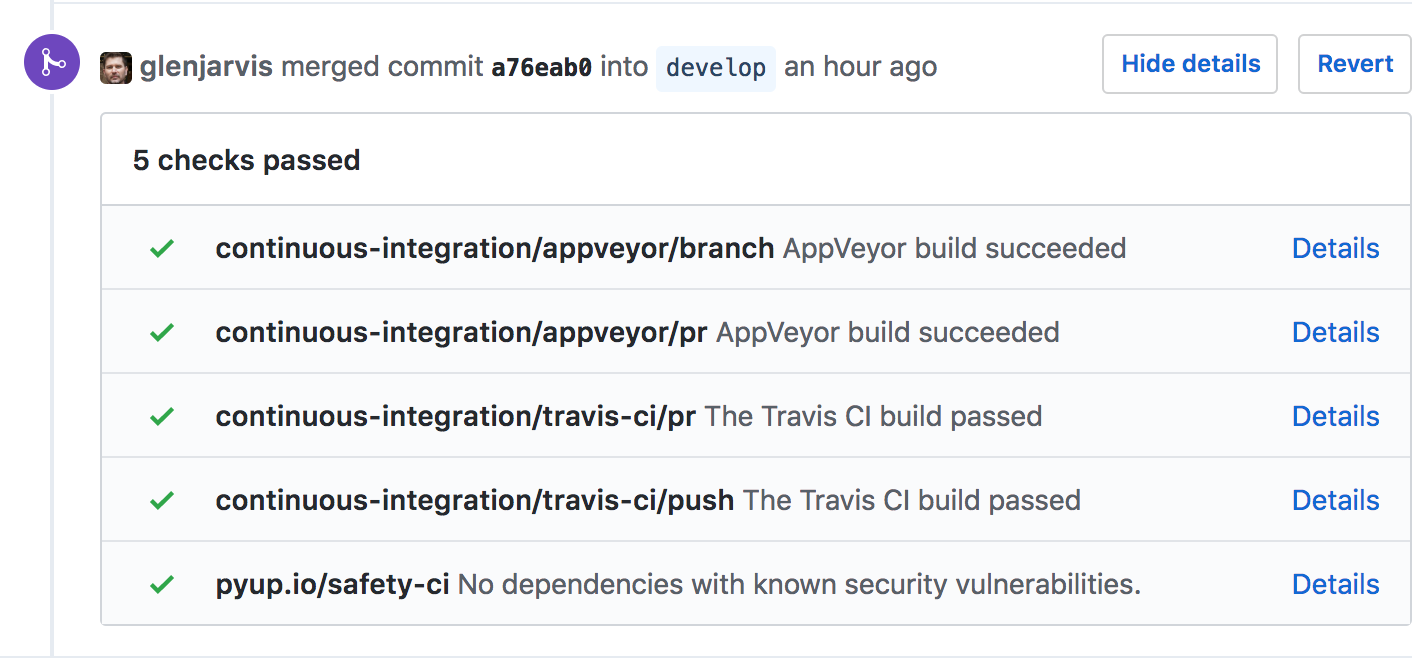 glenjarvis merged commit a76eab0 into develop an hour ago Hide details Revert
5 checks passed
continuous-integration/appveyor/branch AppVeyor build succeeded Details
continuous-integration/appveyor/pr AppVeyor build succeeded Details
continuous-integration/travis-ci/pr The Travis CI build passed Details
continuous-integration/travis-ci/push The Travis CI build passed Details
pyup.io/safety-ci No dependencies with known security vulnerabilities. Details